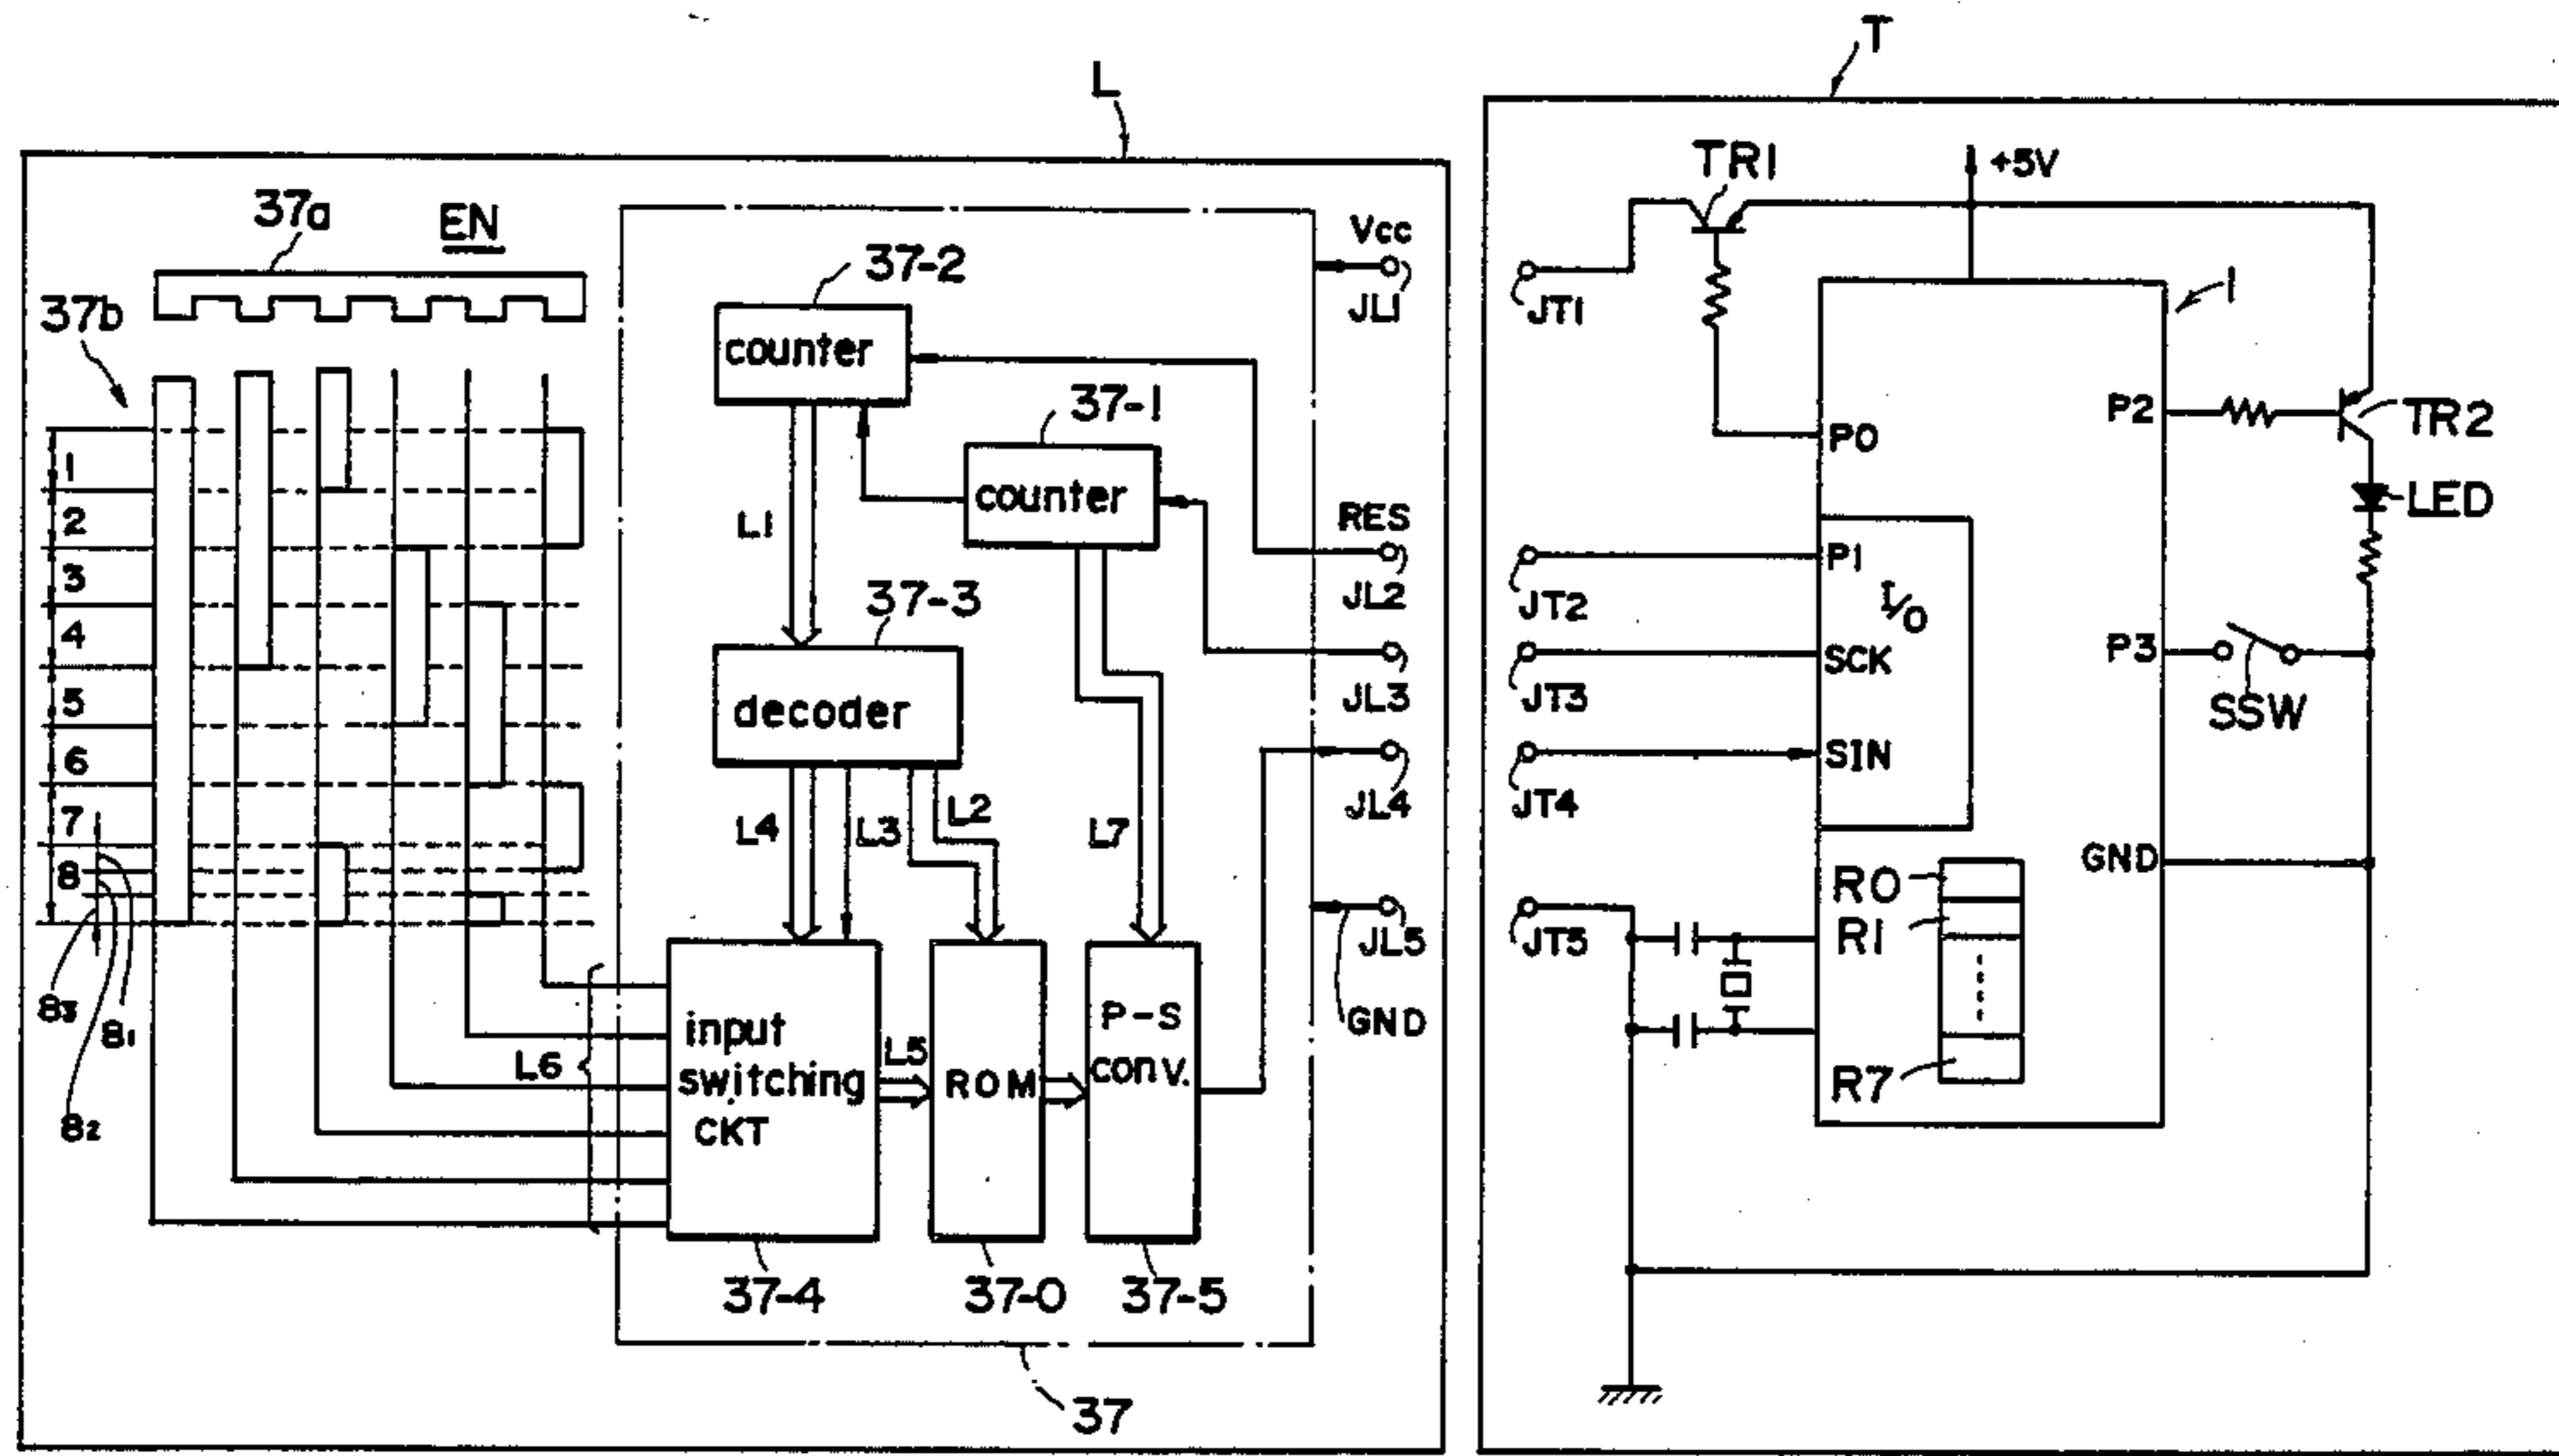 L
T
37a
EN
37b
37-2
counter
37-1
counter
L1
37-3
decoder
L4
L3
L2
L7
1
2
3
4
5
6
7
8
83
81
82
L6
input
switching
CKT
L5
ROM
P-S
conv.
37-4
37-0
37-5
37
Vcc
JL1
RES
JL2
JL3
JL4
JL5
GND
JT1
JT2
JT3
JT4
JT5
TR1
+5V
1
P0
P1
I/O
SCK
SIN
P2
TR2
LED
P3
SSW
GND
R0
R1
R7